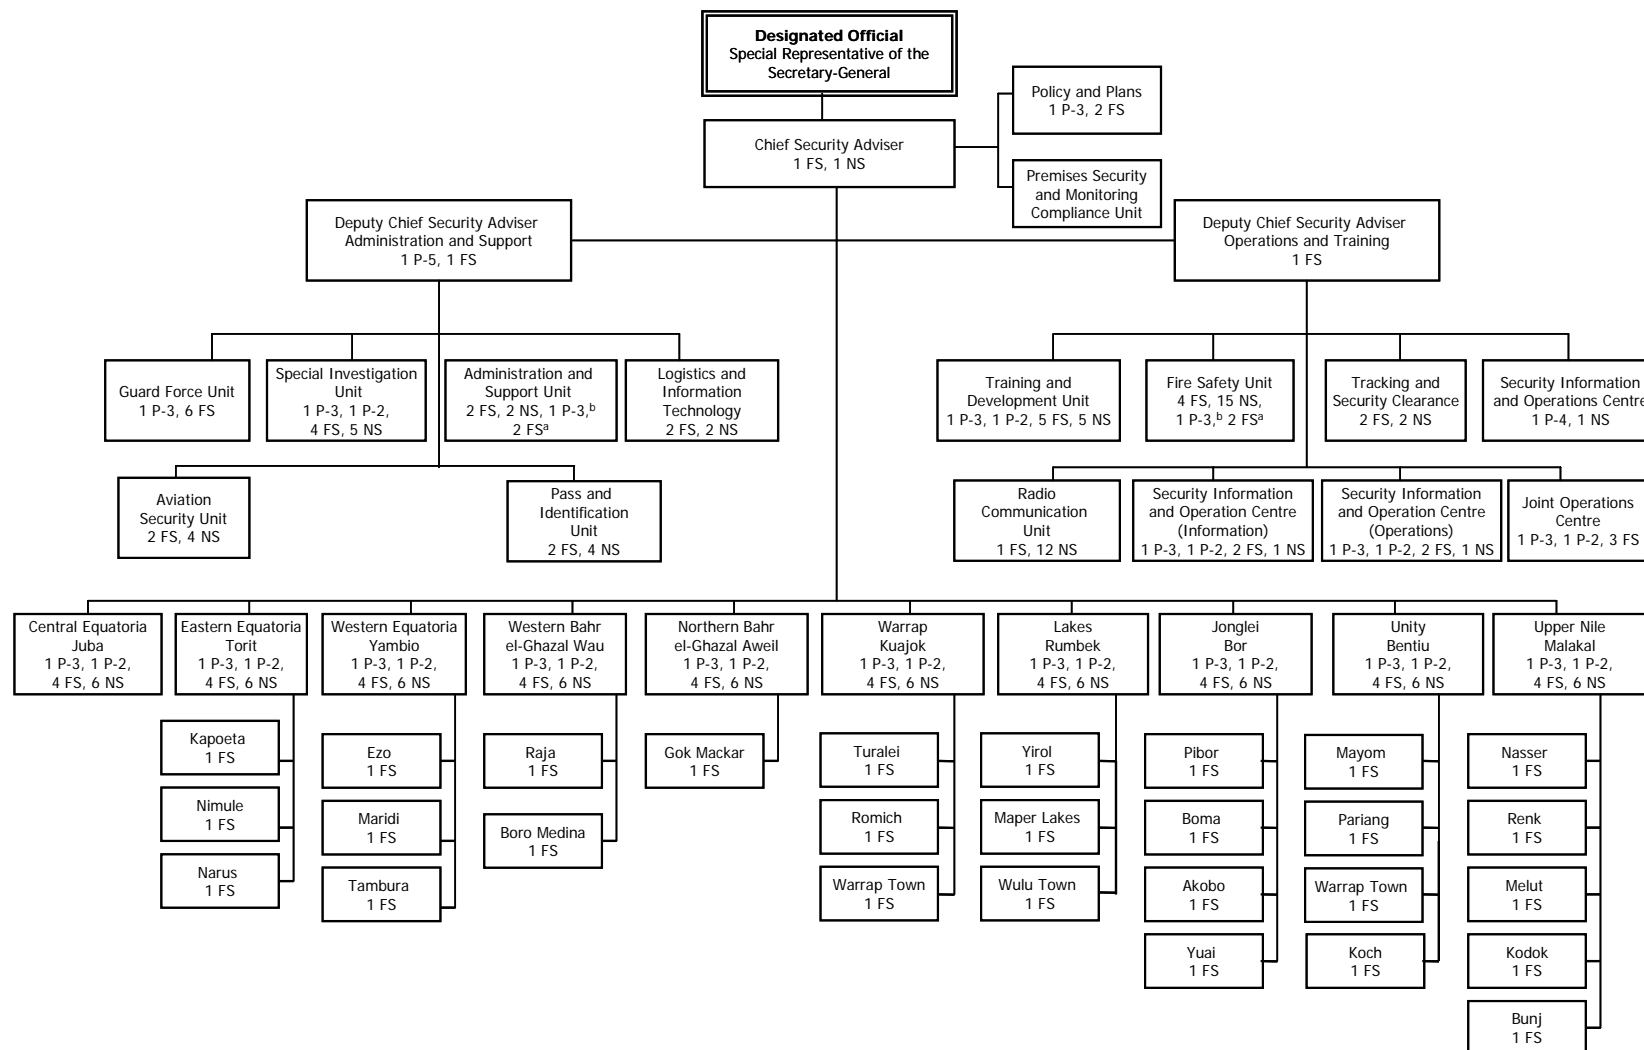 Designated Official
Special Representative of the
Secretary-General
Policy and Plans
1 P-3, 2 FS
Chief Security Adviser
1 FS, 1 NS
Premises Security
and Monitoring
Compliance Unit
Deputy Chief Security Adviser
Administration and Support
1 P-5, 1 FS
Deputy Chief Security Adviser
Operations and Training
1 FS
Guard Force Unit
1 P-3, 6 FS
Special Investigation
Unit
1 P-3, 1 P-2,
4 FS, 5 NS
Administration and
Support Unit
2 FS, 2 NS, 1 P-3,ᵇ
2 FSᵃ
Logistics and
Information
Technology
2 FS, 2 NS
Training and
Development Unit
1 P-3, 1 P-2, 5 FS, 5 NS
Fire Safety Unit
4 FS, 15 NS,
1 P-3,ᵇ 2 FSᵃ
Tracking and
Security Clearance
2 FS, 2 NS
Security Information
and Operations Centre
1 P-4, 1 NS
Aviation
Security Unit
2 FS, 4 NS
Pass and
Identification
Unit
2 FS, 4 NS
Radio
Communication
Unit
1 FS, 12 NS
Security Information
and Operation Centre
(Information)
1 P-3, 1 P-2, 2 FS, 1 NS
Security Information
and Operation Centre
(Operations)
1 P-3, 1 P-2, 2 FS, 1 NS
Joint Operations
Centre
1 P-3, 1 P-2, 3 FS
Central Equatoria
Juba
1 P-3, 1 P-2,
4 FS, 6 NS
Eastern Equatoria
Torit
1 P-3, 1 P-2,
4 FS, 6 NS
Western Equatoria
Yambio
1 P-3, 1 P-2,
4 FS, 6 NS
Western Bahr
el-Ghazal Wau
1 P-3, 1 P-2,
4 FS, 6 NS
Northern Bahr
el-Ghazal Aweil
1 P-3, 1 P-2,
4 FS, 6 NS
Warrap
Kuajok
1 P-3, 1 P-2,
4 FS, 6 NS
Lakes
Rumbek
1 P-3, 1 P-2,
4 FS, 6 NS
Jonglei
Bor
1 P-3, 1 P-2,
4 FS, 6 NS
Unity
Bentiu
1 P-3, 1 P-2,
4 FS, 6 NS
Upper Nile
Malakal
1 P-3, 1 P-2,
4 FS, 6 NS
Kapoeta
1 FS
Nimule
1 FS
Narus
1 FS
Ezo
1 FS
Maridi
1 FS
Tambura
1 FS
Raja
1 FS
Boro Medina
1 FS
Gok Mackar
1 FS
Turalei
1 FS
Romich
1 FS
Warrap Town
1 FS
Yirol
1 FS
Maper Lakes
1 FS
Wulu Town
1 FS
Pibor
1 FS
Boma
1 FS
Akobo
1 FS
Yuai
1 FS
Mayom
1 FS
Pariang
1 FS
Warrap Town
1 FS
Koch
1 FS
Nasser
1 FS
Renk
1 FS
Melut
1 FS
Kodok
1 FS
Bunj
1 FS